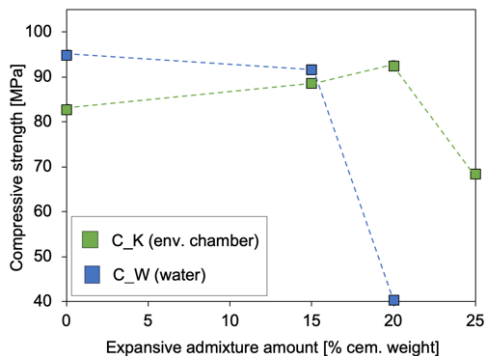 Compressive strength [MPa]
100
90
80
70
60
50
40
C_K (env. chamber)
C_W (water)
0 5 10 15 20 25
Expansive admixture amount [% cem. weight]